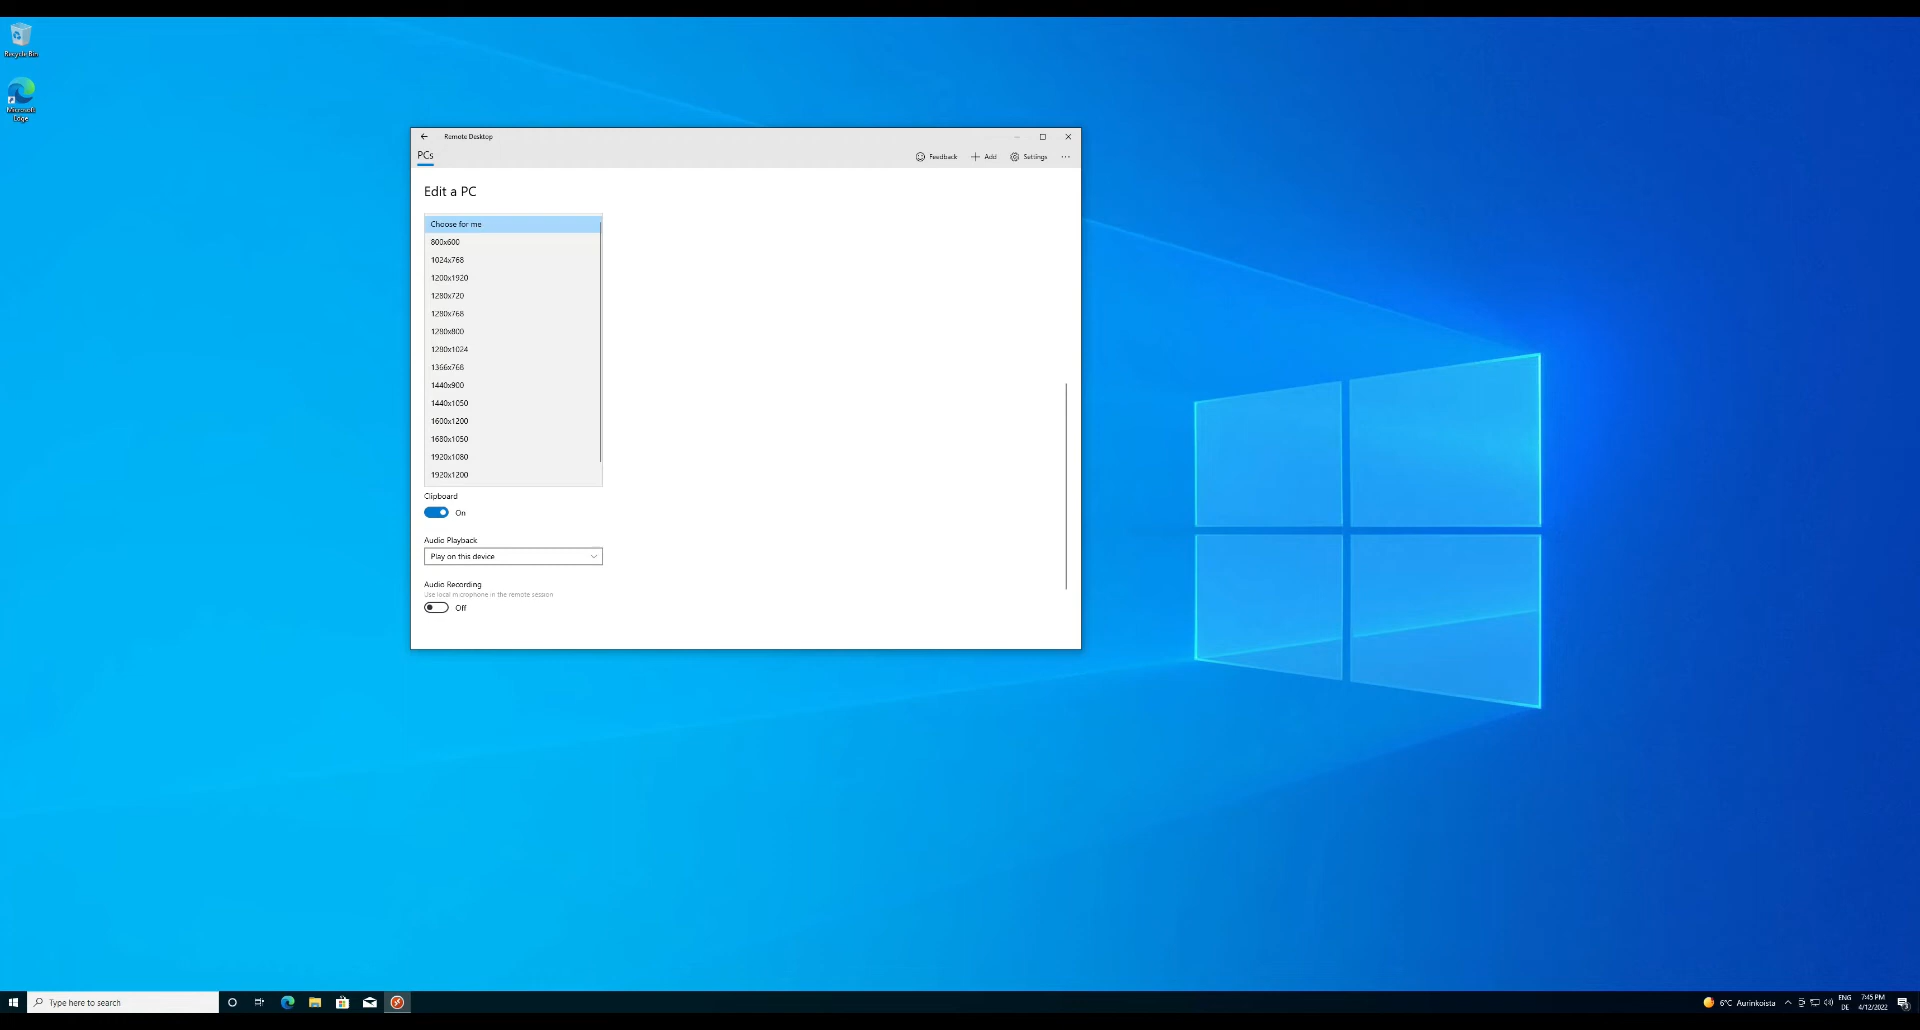 Recycle Bin
Microsoft
Edge
Remote Desktop
PCs
Feedback
Add
Settings
Edit a PC
Choose for me
800x600
1024x768
1200x1920
1280x720
1280x768
1280x800
1280x1024
1366x768
1440x900
1440x1050
1600x1200
1680x1050
1920x1080
1920x1200
Clipboard
On
Audio Playback
Play on this device
Audio Recording
Use local microphone in the remote session
Off
Type here to search
6°C Aurinkoista
ENG
DE
7:45 PM
4/12/2022